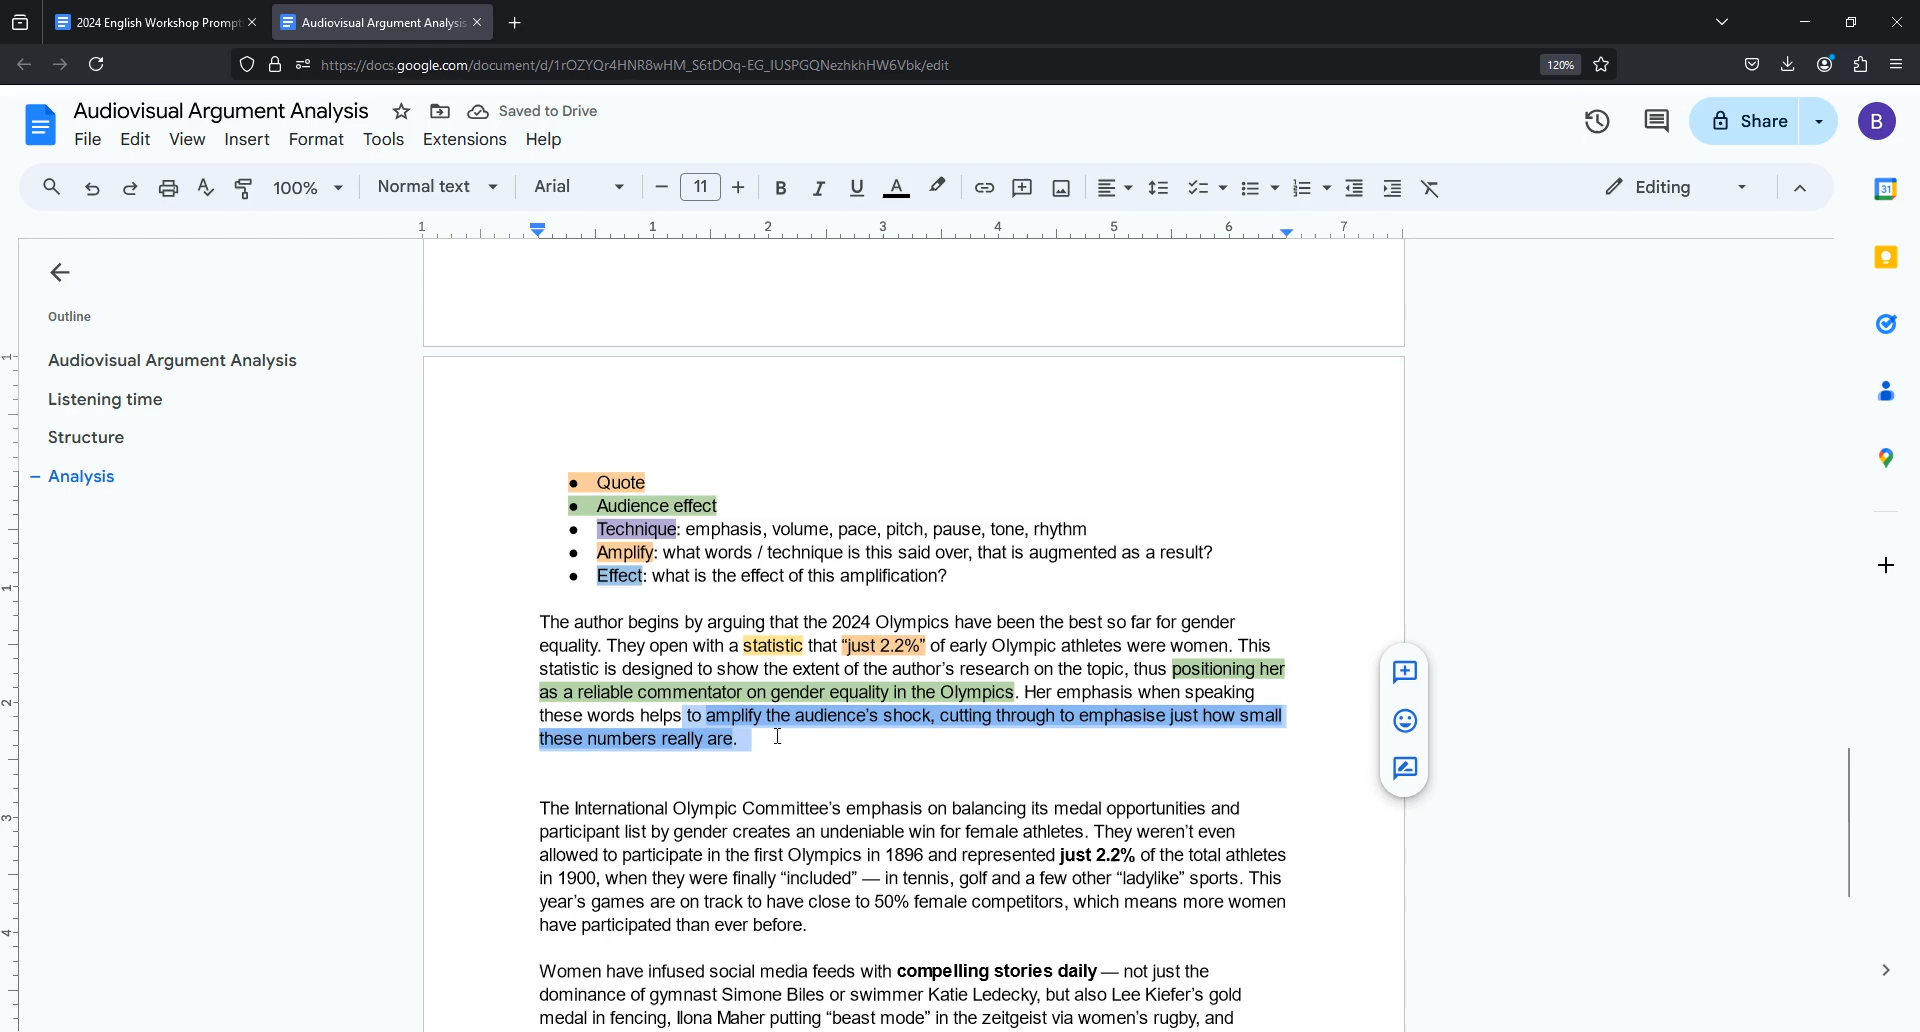 2024 English Workshop Prompt
Audiovisual Argument Analysis
https://docs.google.com/document/d/1rOZYQr4HNR8wHM_S6tDOq-EG_IUSPGQNezhkhHW6Vbk/edit
120%
Audiovisual Argument Analysis
Saved to Drive
File Edit View Insert Format Tools Extensions Help
Share
B
100%
Normal text
Arial
11
B I U A
Editing
31
1 1 2 3 4 5 6 7
Outline
Audiovisual Argument Analysis
Listening time
Structure
Analysis
1
1
2
3
4
● Quote
● Audience effect
● Technique: emphasis, volume, pace, pitch, pause, tone, rhythm
● Amplify: what words / technique is this said over, that is augmented as a result?
● Effect: what is the effect of this amplification?
The author begins by arguing that the 2024 Olympics have been the best so far for gender
equality. They open with a statistic that “just 2.2%” of early Olympic athletes were women. This
statistic is designed to show the extent of the author’s research on the topic, thus positioning her
as a reliable commentator on gender equality in the Olympics. Her emphasis when speaking
these words helps to amplify the audience’s shock, cutting through to emphasise just how small
these numbers really are.
The International Olympic Committee’s emphasis on balancing its medal opportunities and
participant list by gender creates an undeniable win for female athletes. They weren’t even
allowed to participate in the first Olympics in 1896 and represented just 2.2% of the total athletes
in 1900, when they were finally “included” — in tennis, golf and a few other “ladylike” sports. This
year’s games are on track to have close to 50% female competitors, which means more women
have participated than ever before.
Women have infused social media feeds with compelling stories daily — not just the
dominance of gymnast Simone Biles or swimmer Katie Ledecky, but also Lee Kiefer’s gold
medal in fencing, Ilona Maher putting “beast mode” in the zeitgeist via women’s rugby, and